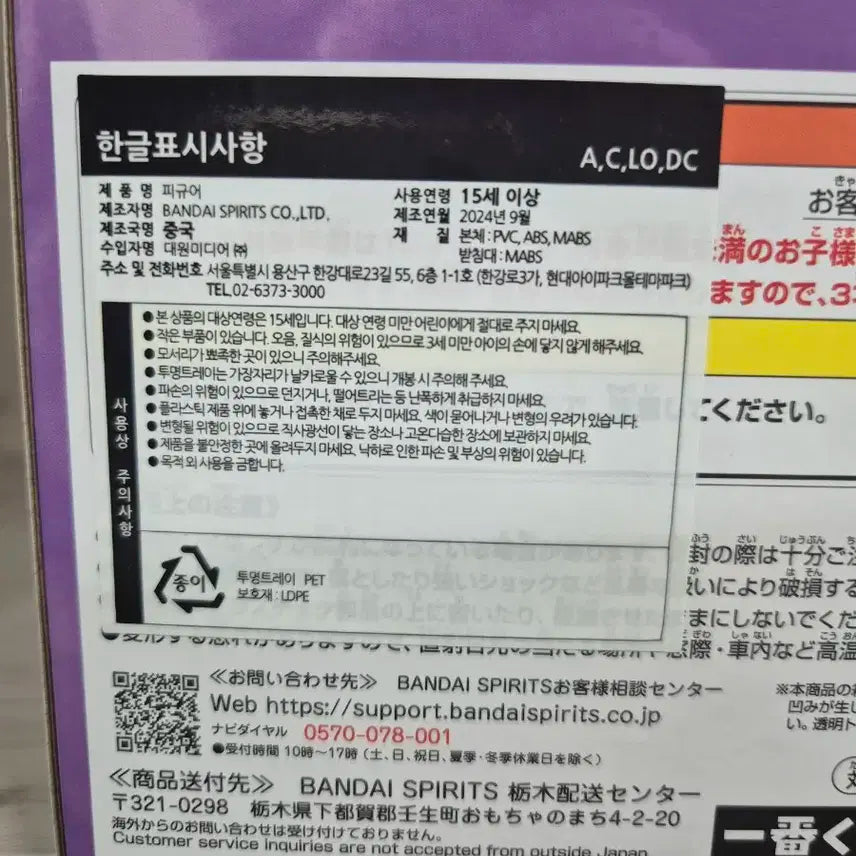 한글표시사항
A,C,LO,DC
제 품 명 피규어
제조자명 BANDAI SPIRITS CO.,LTD.
제조국명 중국
수입자명 대원미디어 ㈜
사용연령 15세 이상
제조연월 2024년 9월
재 질 본체 : PVC, ABS, MABS
받침대 : MABS
주소 및 전화번호 서울특별시 용산구 한강대로23길 55, 6층 1-1호 (한강로3가, 현대아이파크몰테마파크)
TEL.02-6373-3000
사용상 주의사항
●본 상품의 대상연령은 15세입니다. 대상 연령 미만 어린이에게 절대로 주지 마세요.
●작은 부품이 있습니다. 오음, 질식의 위험이 있으므로 3세 미만 아이의 손에 닿지 않게 해주세요.
●모서리가 뾰족한 곳이 있으니 주의해주세요.
●투명트레이는 가장자리가 날카로울 수 있으니 개봉 시 주의해 주세요.
●파손의 위험이 있으므로 던지거나, 떨어트리는 등 난폭하게 취급하지 마세요.
●플라스틱 제품 위에 놓거나 접촉한 채로 두지 마세요. 색이 묻어나거나 변형의 우려가 있습니다.
●변형될 위험이 있으므로 직사광선이 닿는 장소나 고온다습한 장소에 보관하지 마세요.
●제품을 불안정한 곳에 올려두지 마세요. 낙하로 인한 파손 및 부상의 위험이 있습니다.
●목적 외 사용을 금합니다.
종이
투명트레이 PET
보호재 : LDPE
お客
満のお子様
ますので、3
てください。
封の際は十分ご注
扱いにより破損する
まにしないでくだ
窓際・車内など高温
≪お問い合わせ先≫ BANDAI SPIRITSお客様相談センター
Web https://support.bandaispirits.co.jp
ナビダイヤル 0570-078-001
●受付時間 10時~17時 (土、日、祝日、夏季・冬季休業日を除く)
※本商品の
凹みが生じ
い。透明ト
≪商品送付先≫ BANDAI SPIRITS 栃木配送センター
〒321-0298 栃木県下都賀郡壬生町おもちゃのまち4-2-20
海外からのお問い合わせは受け付けておりません。
Customer service inquiries are not accepted from outside Japan
一番く